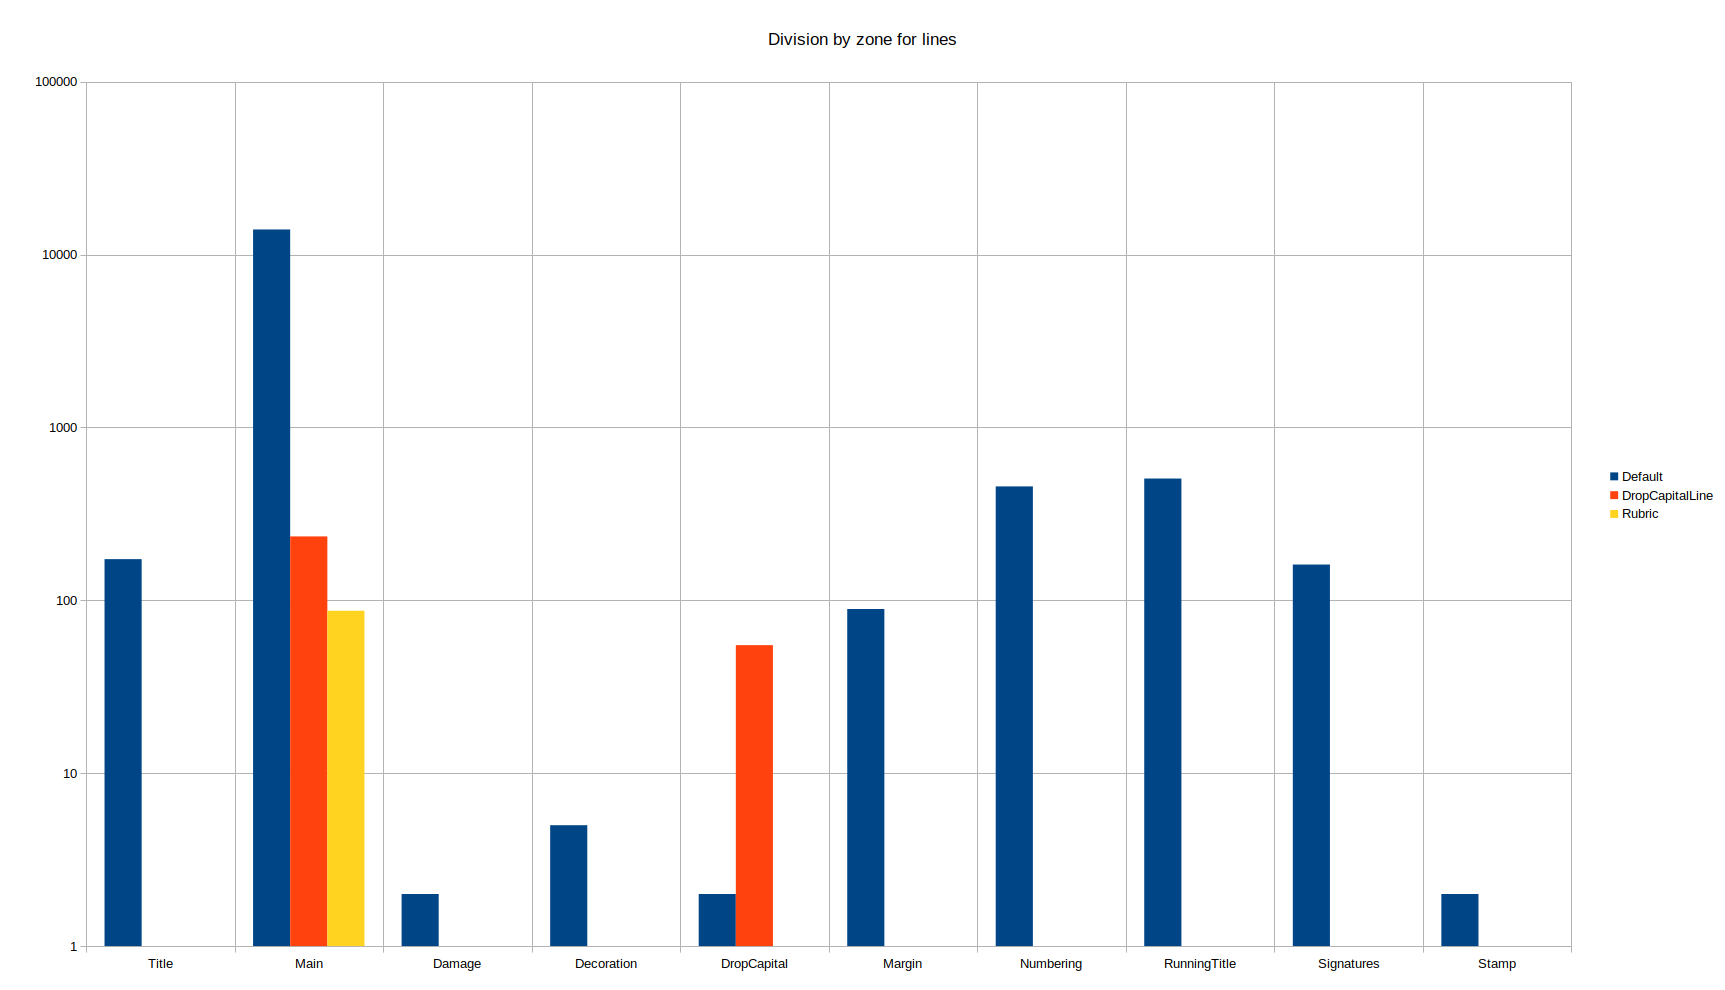 Division by zone for lines
100000
10000
1000
100
10
1
Title
Main
Damage
Decoration
DropCapital
Margin
Numbering
RunningTitle
Signatures
Stamp
Default
DropCapitalLine
Rubric